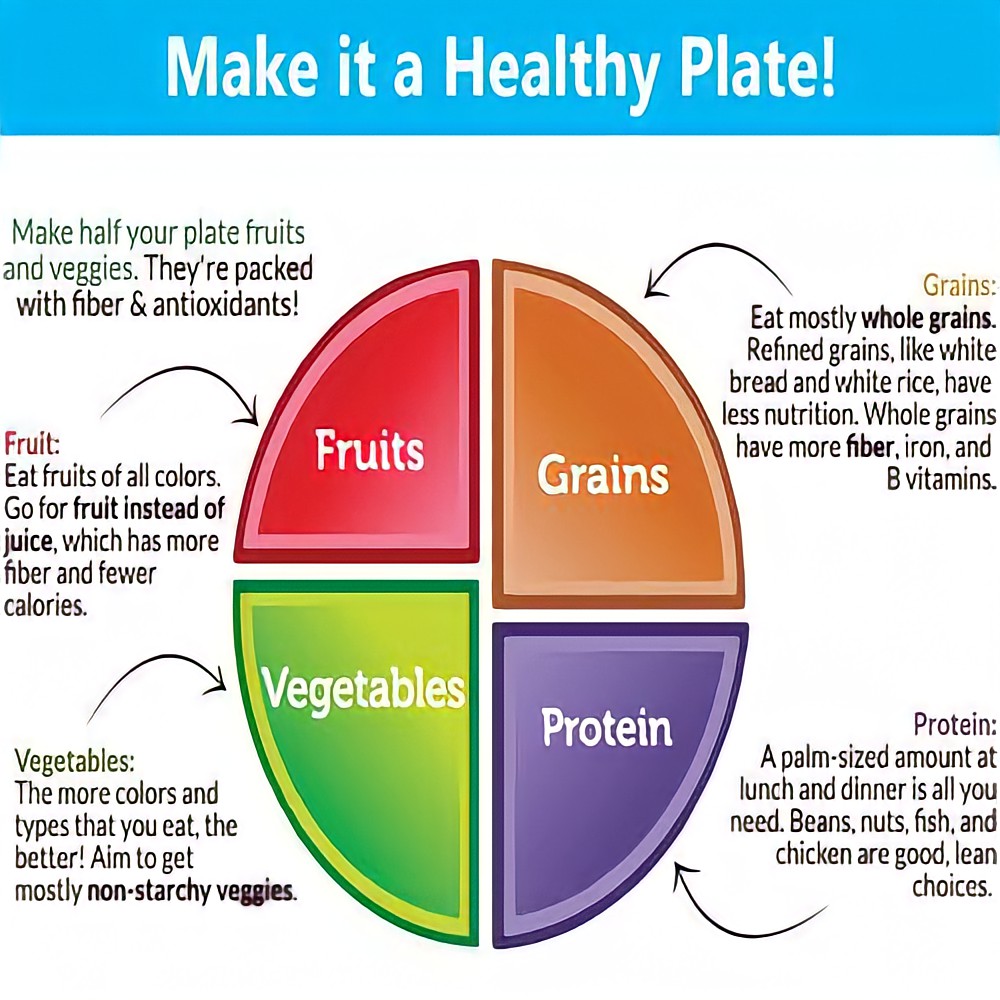 Make it a Healthy Plate!
Make half your plate fruits
and veggies. They're packed
with fiber & antioxidants!
Fruit:
Eat fruits of all colors.
Go for fruit instead of
juice, which has more
fiber and fewer
calories.
Vegetables:
The more colors and
types that you eat, the
better! Aim to get
mostly non-starchy veggies.
Fruits
Grains
Vegetables
Protein
Grains:
Eat mostly whole grains.
Refined grains, like white
bread and white rice, have
less nutrition. Whole grains
have more fiber, iron, and
B vitamins.
Protein:
A palm-sized amount at
lunch and dinner is all you
need. Beans, nuts, fish, and
chicken are good, lean
choices.